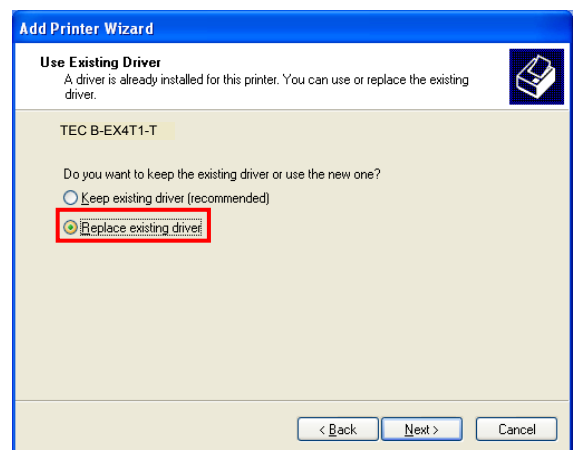 Add Printer Wizard
Use Existing Driver
A driver is already installed for this printer. You can use or replace the existing
driver.
TEC B-EX4T1-T
Do you want to keep the existing driver or use the new one?
Keep existing driver (recommended)
Replace existing driver
< Back Next > Cancel